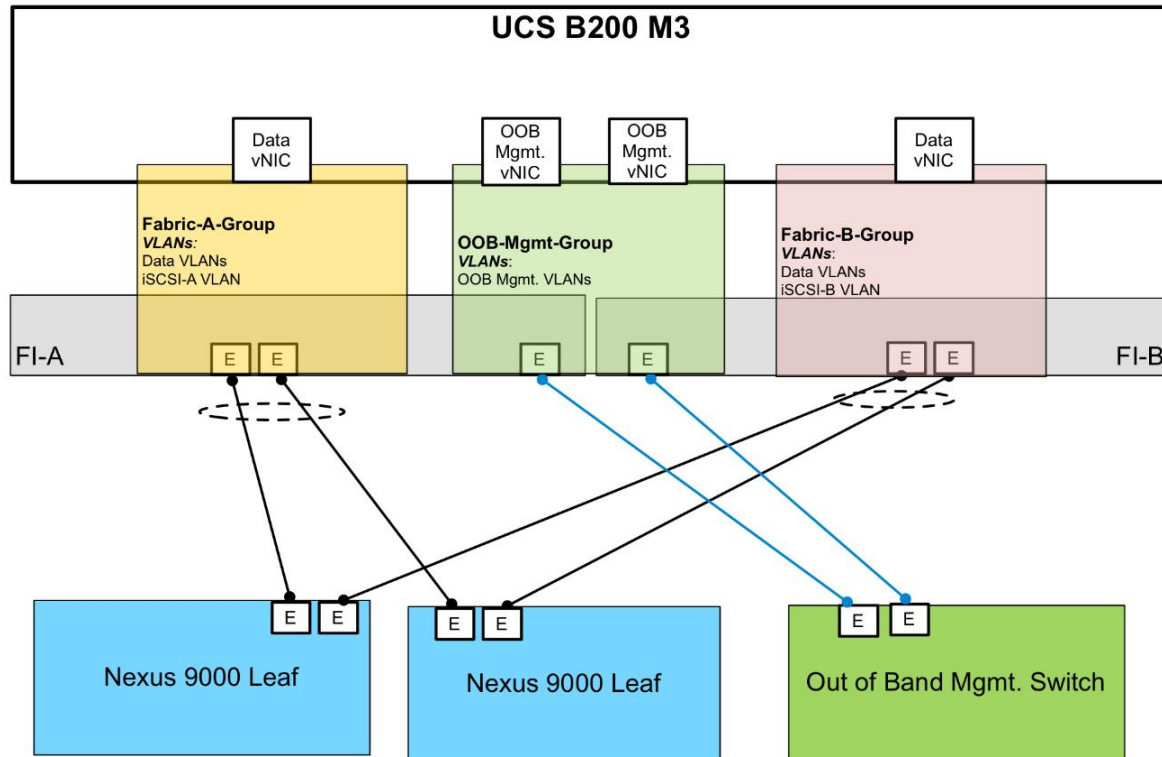 UCS B200 M3
Data
vNIC
OOB
Mgmt.
vNIC
OOB
Mgmt.
vNIC
Data
vNIC
Fabric-A-Group
VLANs:
Data VLANs
iSCSI-A VLAN
OOB-Mgmt-Group
VLANs:
OOB Mgmt. VLANs
Fabric-B-Group
VLANs:
Data VLANs
iSCSI-B VLAN
FI-A
E
E
E
E
E
E
FI-B
E
E
E
E
E
E
Nexus 9000 Leaf
Nexus 9000 Leaf
Out of Band Mgmt. Switch